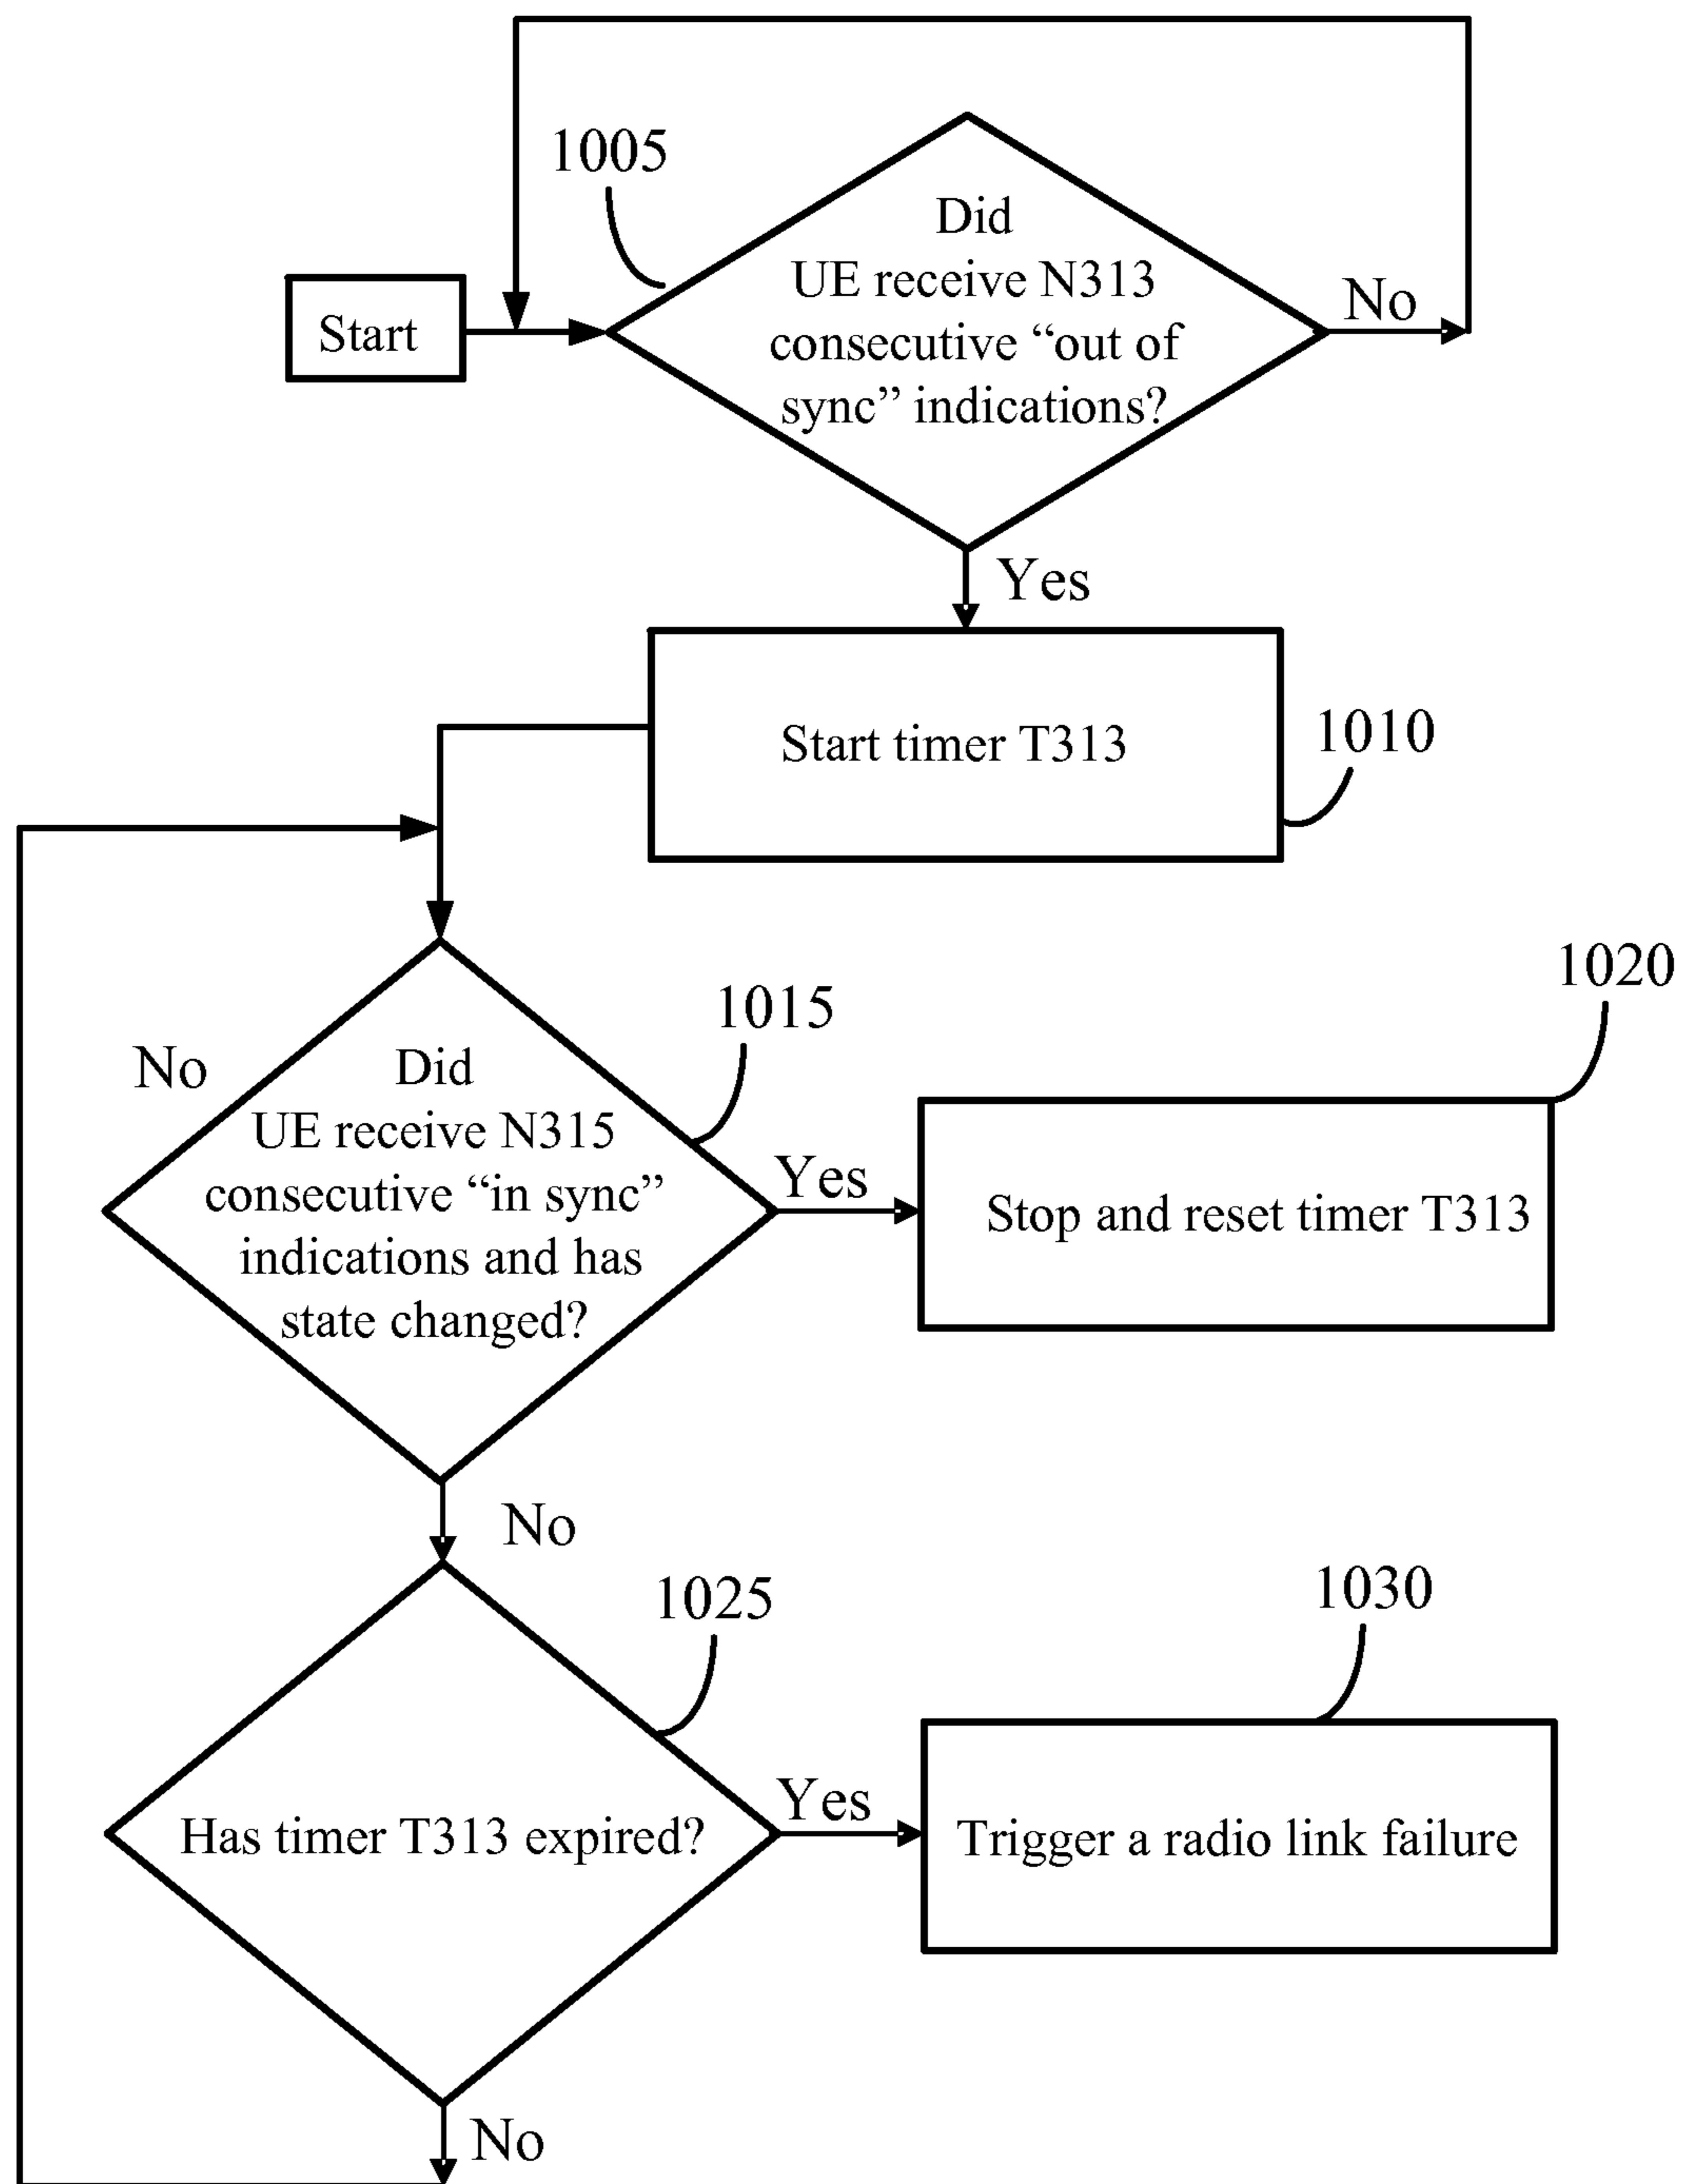 1005
Did
UE receive N313
consecutive “out of
sync” indications?
Start
No
Yes
Start timer T313
1010
1015
1020
No
Did
UE receive N315
consecutive “in sync”
indications and has
state changed?
Yes
Stop and reset timer T313
No
1025
1030
Has timer T313 expired?
Yes
Trigger a radio link failure
No